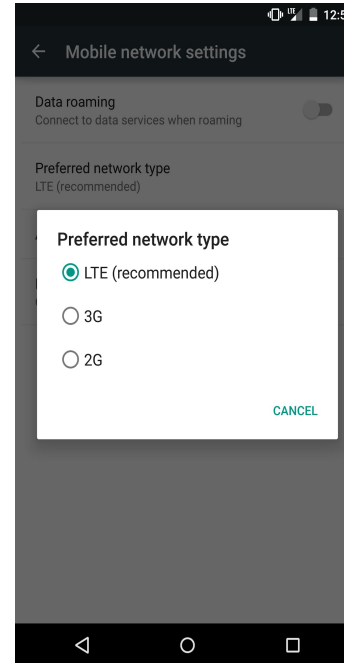 LTE 12:5
Mobile network settings
Data roaming
Connect to data services when roaming
Preferred network type
LTE (recommended)
Preferred network type
LTE (recommended)
3G
2G
CANCEL